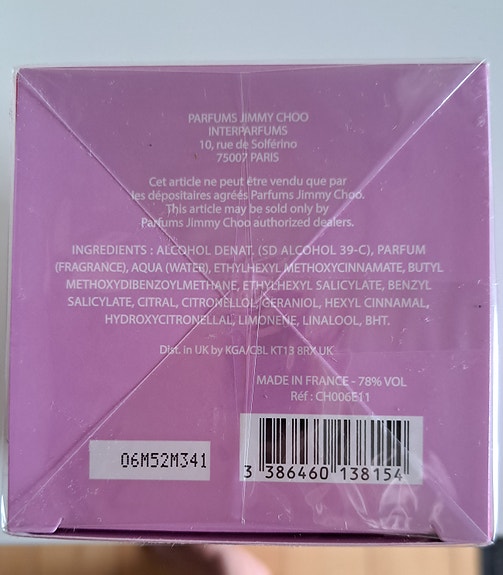 PARFUMS JIMMY CHOO
INTERPARFUMS
10, rue de Solférino
75007 PARIS
Cet article ne peut être vendu que par
les dépositaires agréés Parfums Jimmy Choo.
This article may be sold only by
Parfums Jimmy Choo authorized dealers.
INGREDIENTS : ALCOHOL DENAT. (SD ALCOHOL 39-C), PARFUM
(FRAGRANCE), AQUA (WATER), ETHYLHEXYL METHOXYCINNAMATE, BUTYL
METHOXYDIBENZOYLMETHANE, ETHYLHEXYL SALICYLATE, BENZYL
SALICYLATE, CITRAL, CITRONELLOL, GERANIOL, HEXYL CINNAMAL,
HYDROXYCITRONELLAL, LIMONENE, LINALOOL, BHT.
Dist. in UK by KGA/CBL KT13 8RX UK
MADE IN FRANCE - 78% VOL
Réf : CH006E11
06M52M341
3 386460 138154